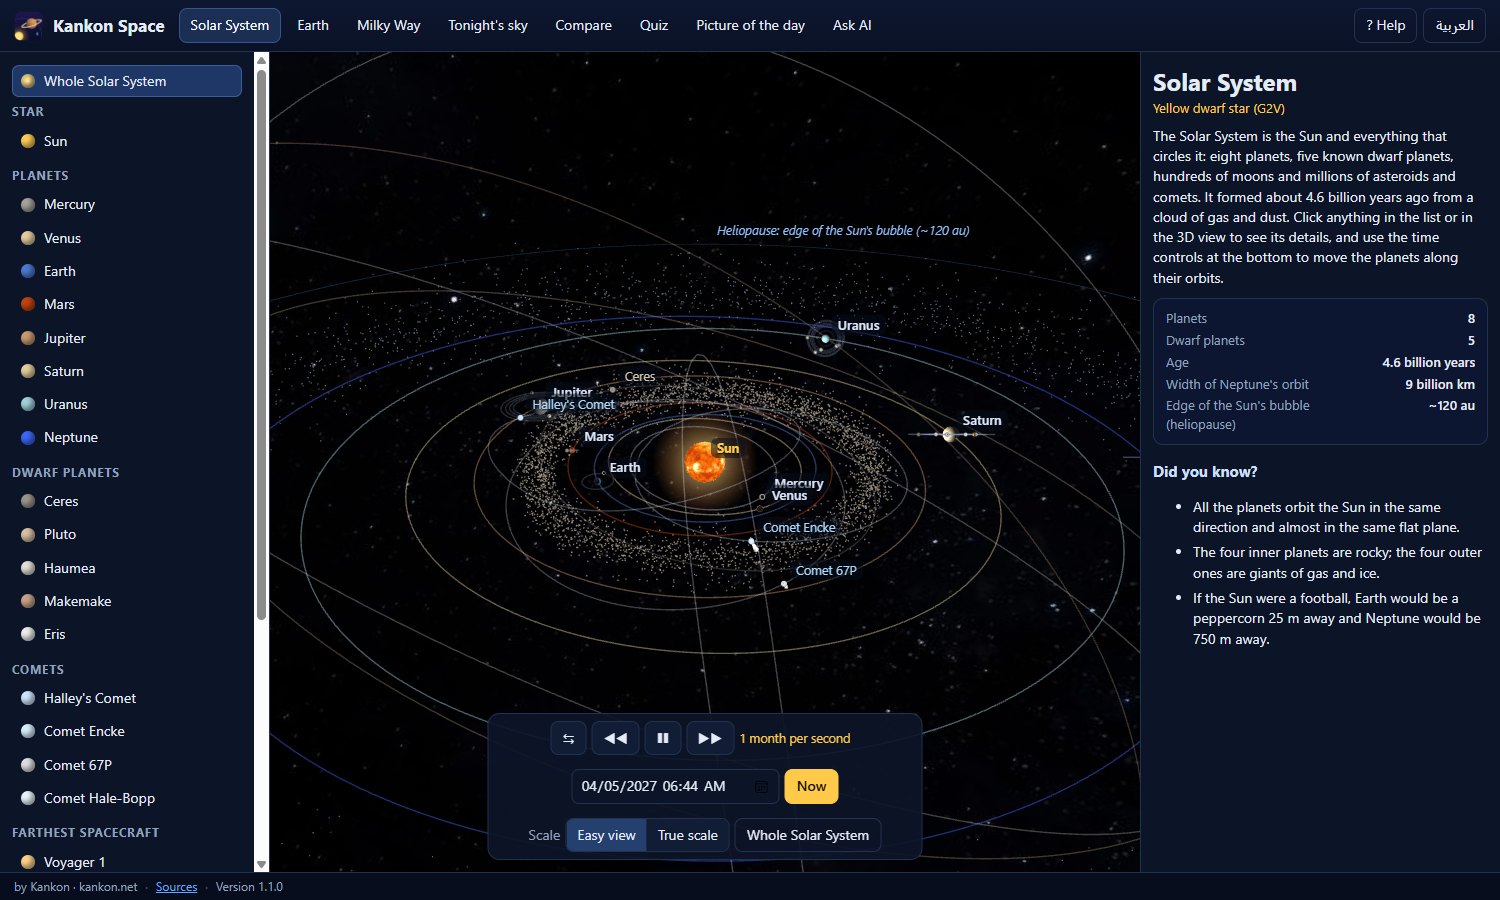 Kankon Space
Solar System
Earth
Milky Way
Tonight's sky
Compare
Quiz
Picture of the day
Ask AI
? Help
العربية
Whole Solar System
STAR
Sun
PLANETS
Mercury
Venus
Earth
Mars
Jupiter
Saturn
Uranus
Neptune
DWARF PLANETS
Ceres
Pluto
Haumea
Makemake
Eris
COMETS
Halley's Comet
Comet Encke
Comet 67P
Comet Hale-Bopp
FARTHEST SPACECRAFT
Voyager 1
Heliopause: edge of the Sun's bubble (~120 au)
Uranus
Ceres
Jupiter
Halley's Comet
Saturn
Mars
Sun
Earth
Mercury
Venus
Comet Encke
Comet 67P
1 month per second
04/05/2027 06:44 AM
Now
Scale
Easy view
True scale
Whole Solar System
Solar System
Yellow dwarf star (G2V)
The Solar System is the Sun and everything that
circles it: eight planets, five known dwarf planets,
hundreds of moons and millions of asteroids and
comets. It formed about 4.6 billion years ago from a
cloud of gas and dust. Click anything in the list or in
the 3D view to see its details, and use the time
controls at the bottom to move the planets along
their orbits.
Planets 8
Dwarf planets 5
Age 4.6 billion years
Width of Neptune's orbit 9 billion km
Edge of the Sun's bubble ~120 au
(heliopause)
Did you know?
• All the planets orbit the Sun in the same
direction and almost in the same flat plane.
• The four inner planets are rocky; the four outer
ones are giants of gas and ice.
• If the Sun were a football, Earth would be a
peppercorn 25 m away and Neptune would be
750 m away.
by Kankon · kankon.net · Sources · Version 1.1.0